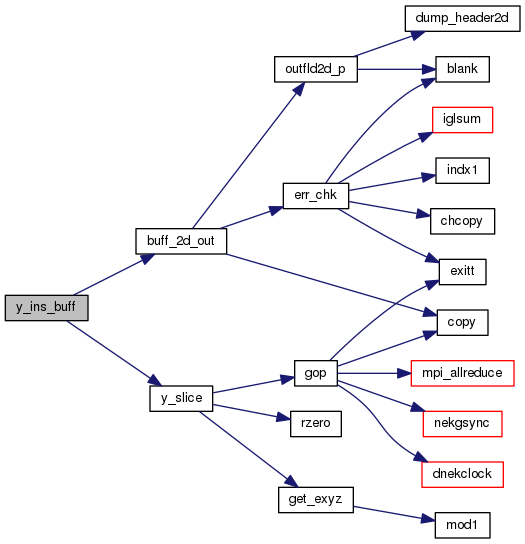 dump_header2d
outfld2d_p
blank
iglsum
indx1
err_chk
chcopy
buff_2d_out
exitt
y_ins_buff
copy
gop
mpi_allreduce
y_slice
rzero
nekgsync
dnekclock
get_exyz
mod1